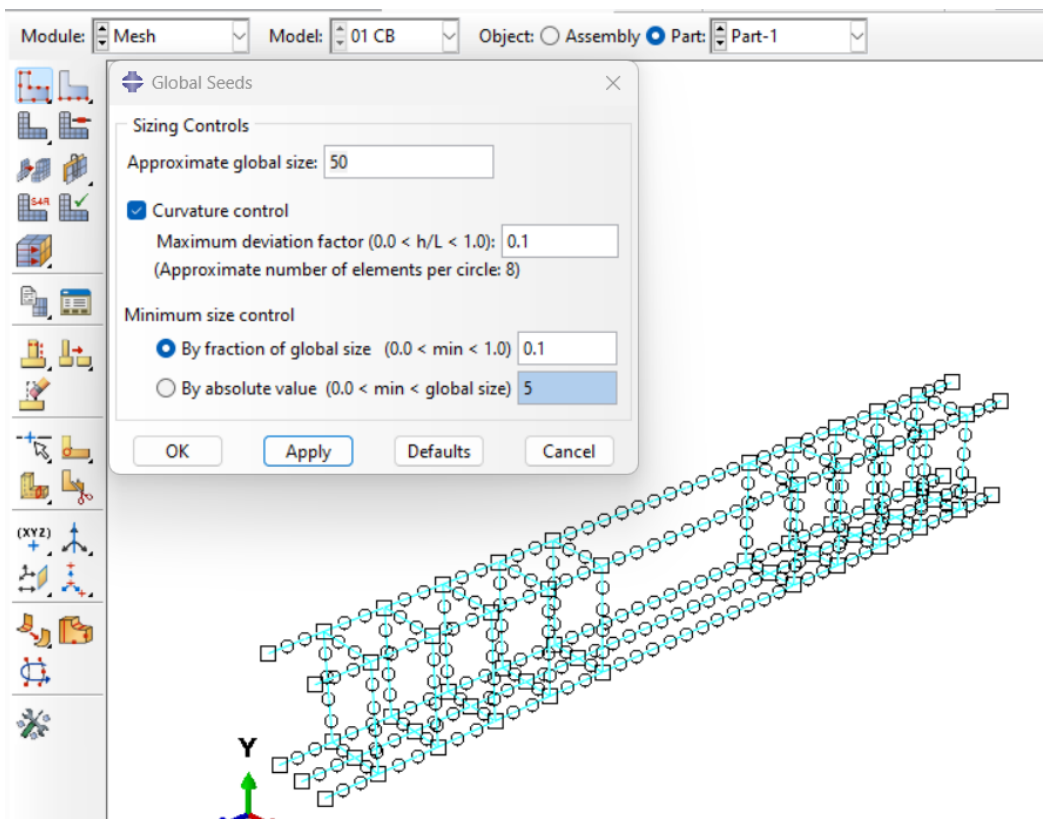 Module: Mesh Model: 01 CB Object: Assembly Part: Part-1
Global Seeds
Sizing Controls
Approximate global size: 50
Curvature control
Maximum deviation factor (0.0 < h/L < 1.0): 0.1
(Approximate number of elements per circle: 8)
Minimum size control
By fraction of global size (0.0 < min < 1.0) 0.1
By absolute value (0.0 < min < global size) 5
OK Apply Defaults Cancel
S4R
(XYZ)
Y